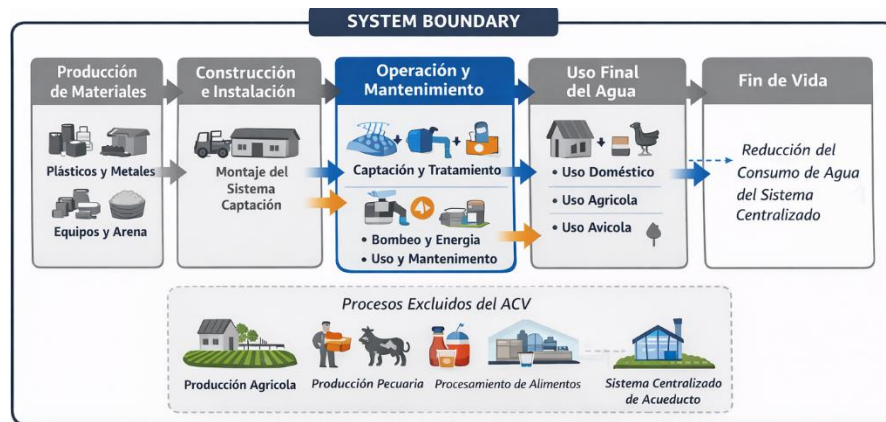 SYSTEM BOUNDARY
Producción
de Materiales
Plásticos y Metales
Equipos y Arena
Construcción
e Instalación
Montaje del
Sistema
Captación
Operación y
Mantenimiento
Captación y Tratamiento
• Bombeo y Energia
• Uso y Mantenimiento
Uso Final
del Agua
• Uso Doméstico
• Uso Agricola
• Uso Avicola
Fin de Vida
Reducción del
Consumo de Agua
del Sistema
Centralizado
Procesos Excluidos del ACV
Producción Agricola
Producción Pecuaria
Procesamiento de Alimentos
Sistema Centralizado
de Acueducto